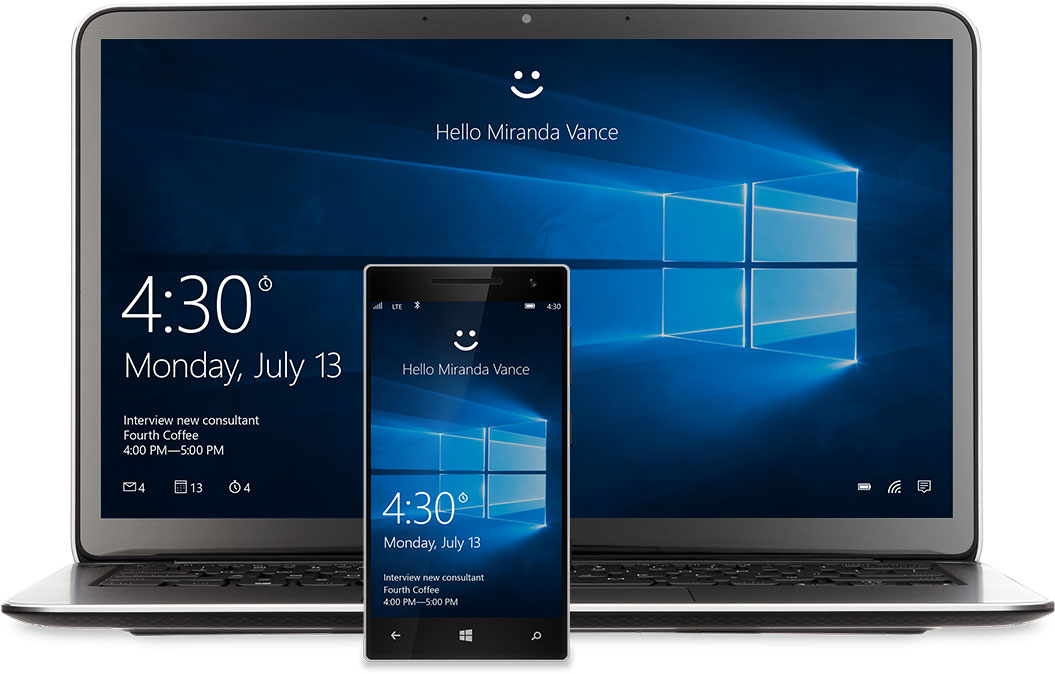 Hello Miranda Vance
4:30
Monday, July 13
Interview new consultant
Fourth Coffee
4:00 PM—5:00 PM
4 13 4
LTE 4:30
Hello Miranda Vance
4:30
Monday, July 13
Interview new consultant
Fourth Coffee
4:00 PM—5:00 PM